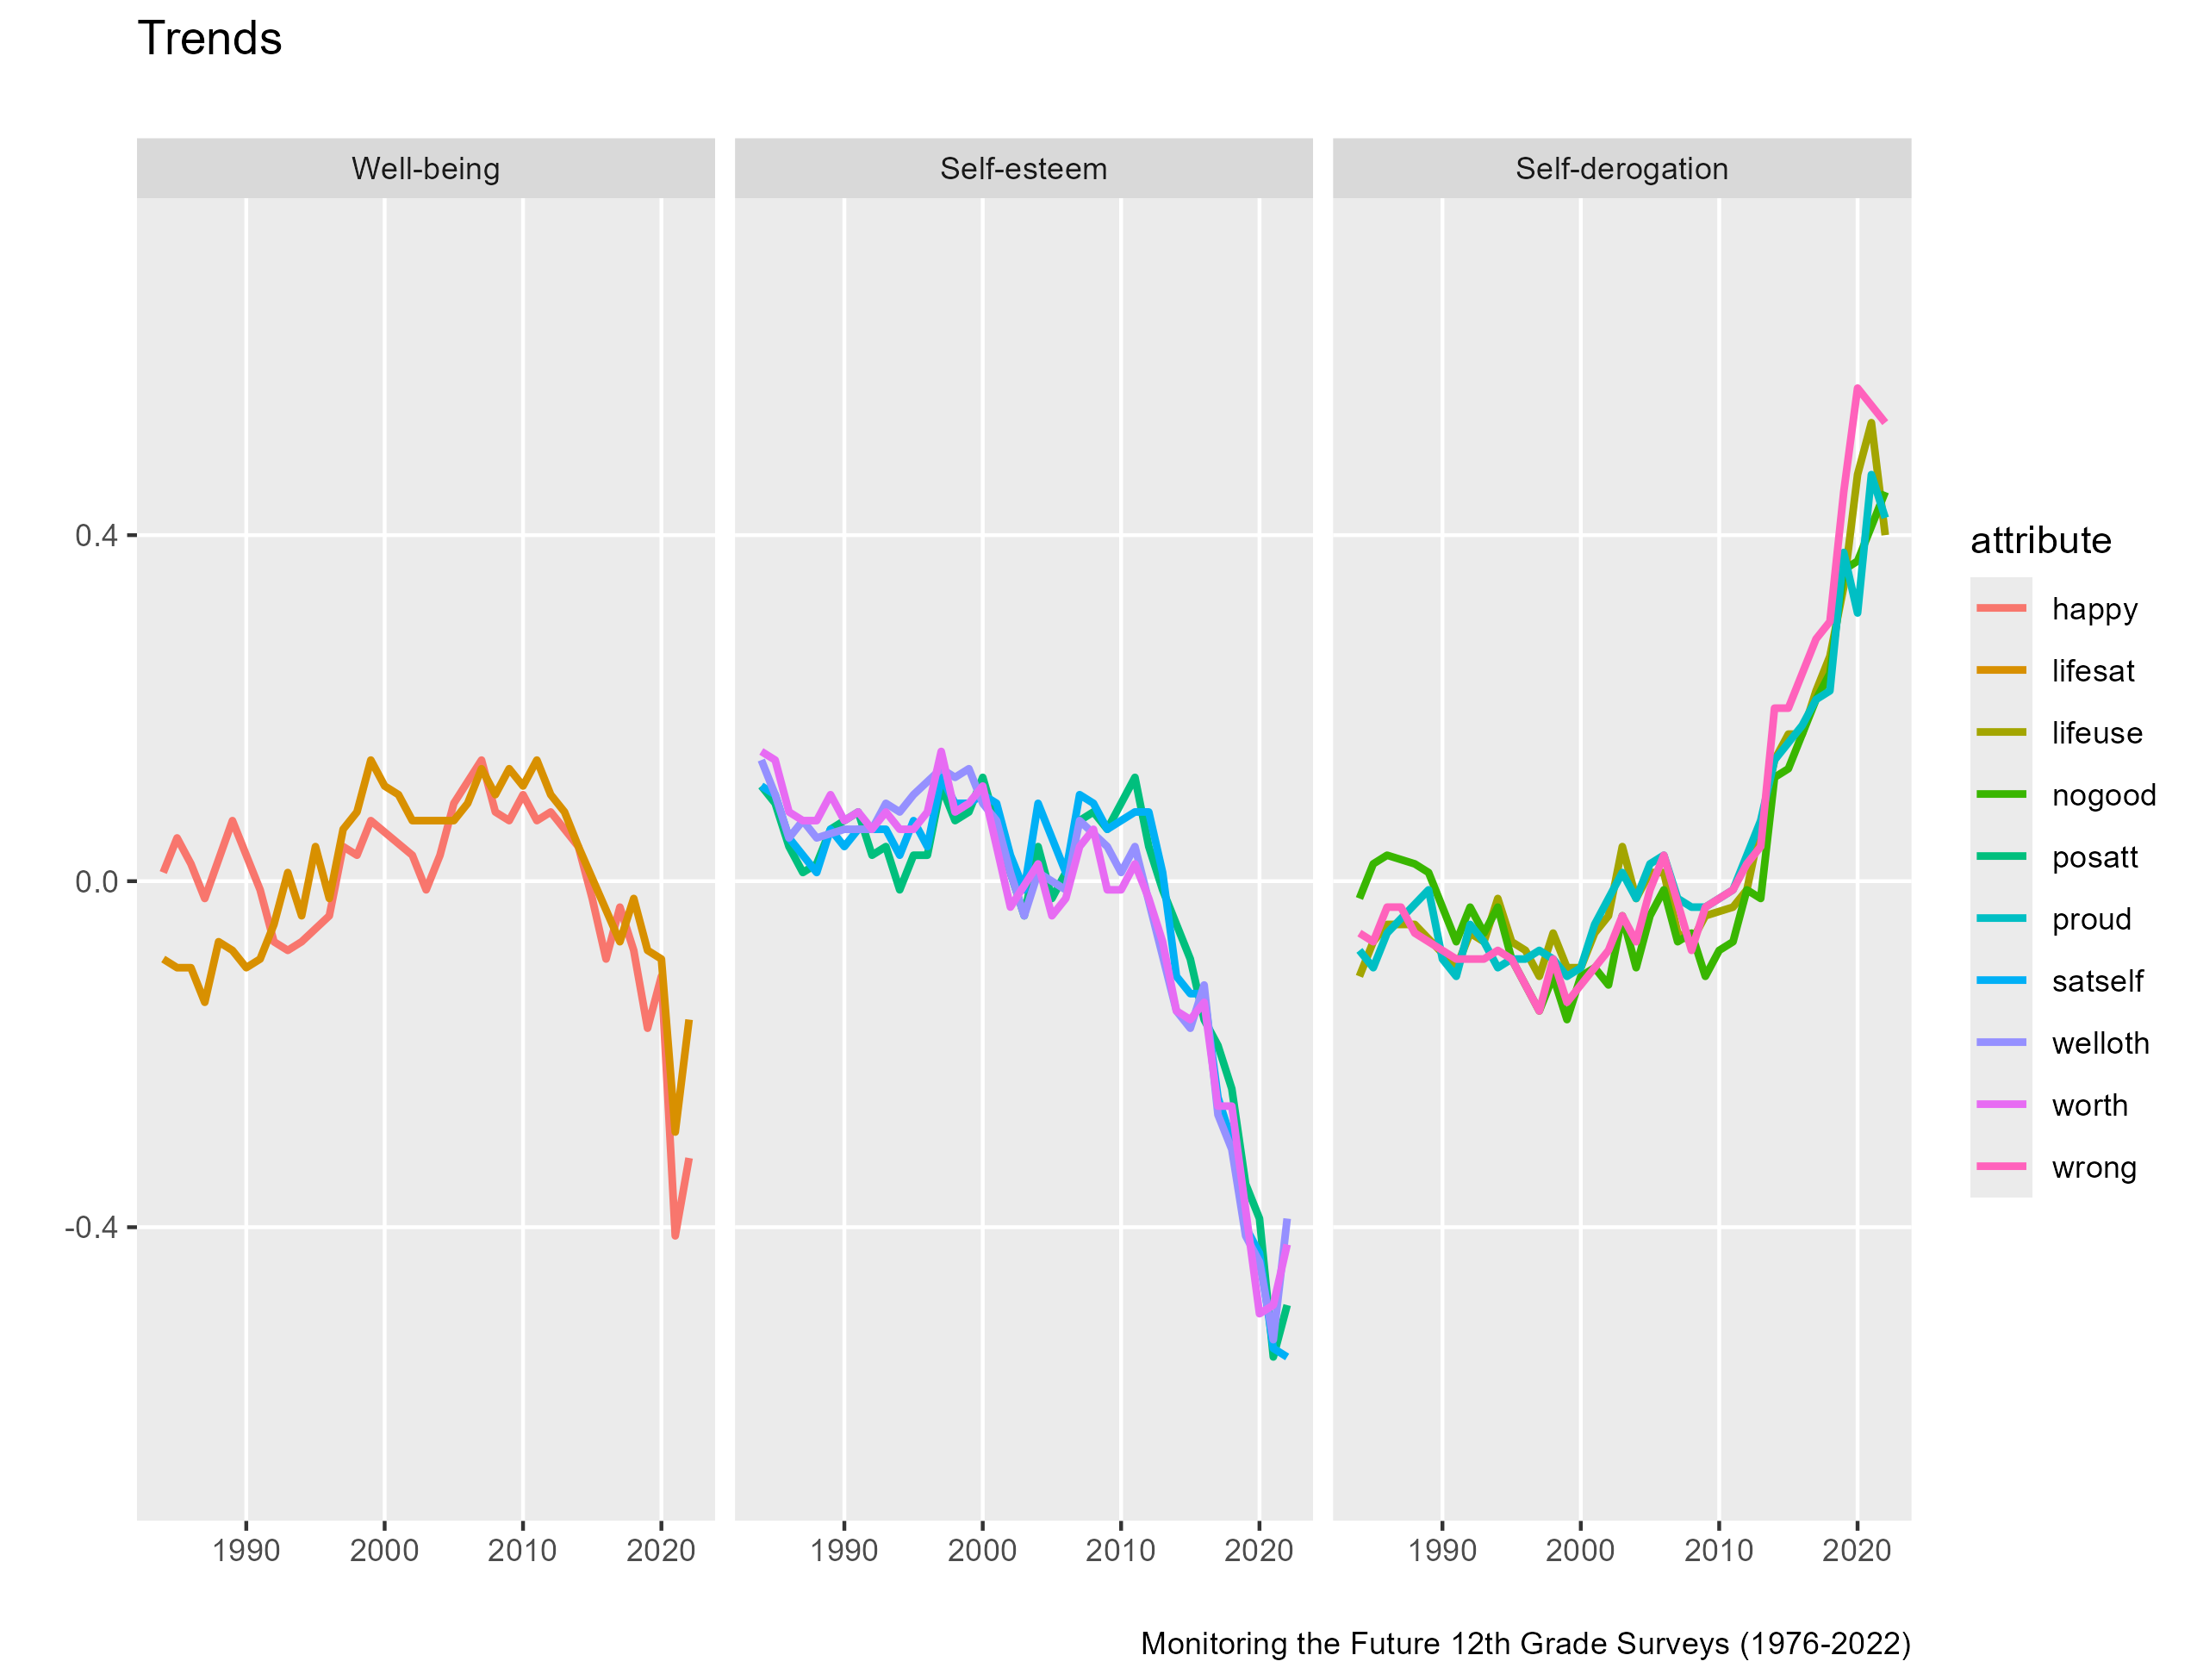 Trends
Well-being
Self-esteem
Self-derogation
0.4
0.0
-0.4
1990 2000 2010 2020
1990 2000 2010 2020
1990 2000 2010 2020
attribute
happy
lifesat
lifeuse
nogood
posatt
proud
satself
welloth
worth
wrong
Monitoring the Future 12th Grade Surveys (1976-2022)